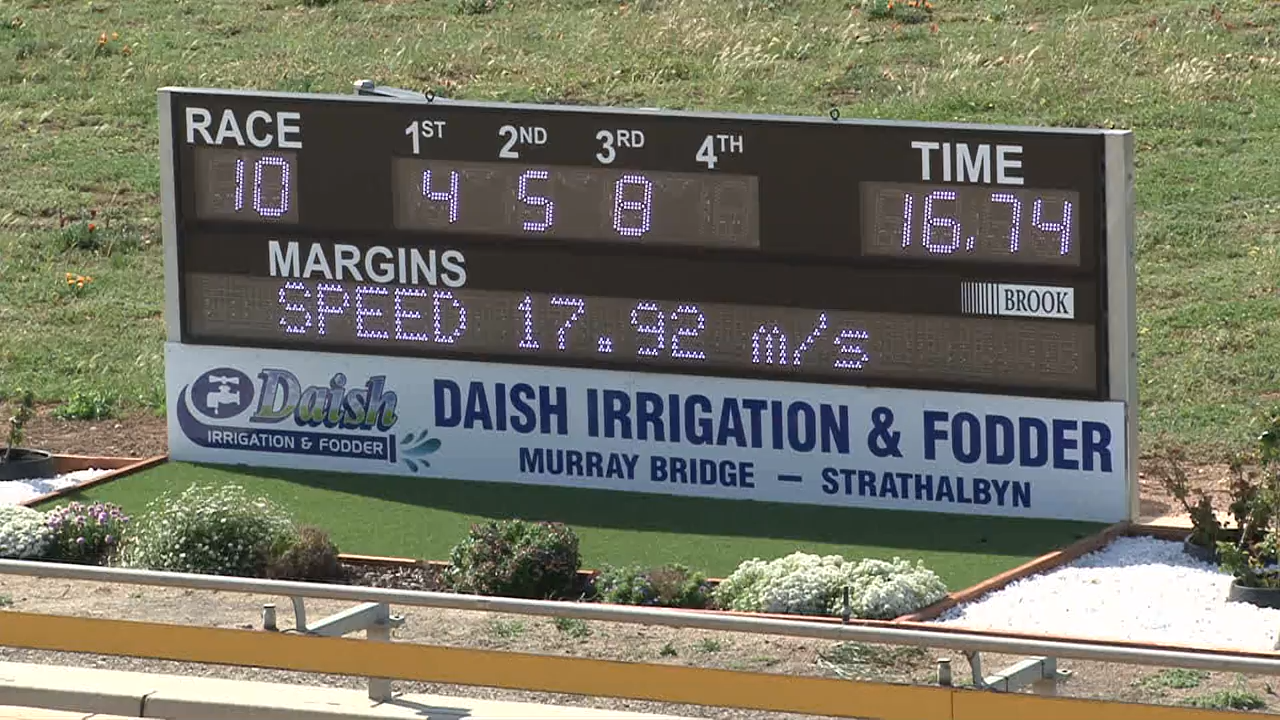 RACE 1ST 2ND 3RD 4TH TIME
10 4 5 8 16.74
MARGINS
BROOK
SPEED 17.92 m/s
Daish
IRRIGATION & FODDER
DAISH IRRIGATION & FODDER
MURRAY BRIDGE — STRATHALBYN